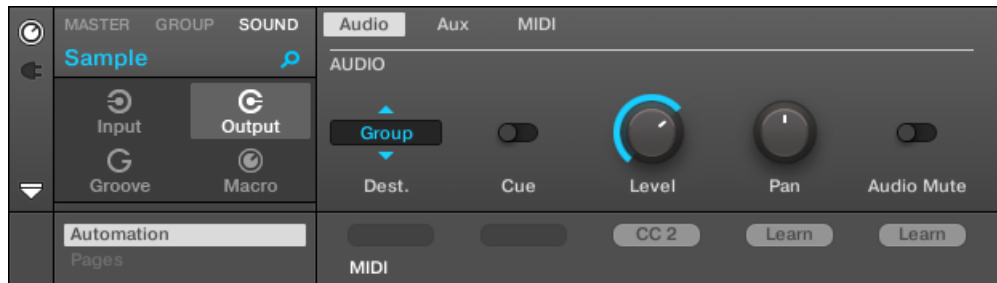 MASTER GROUP SOUND
Sample
Input Output
Groove Macro
Automation
Pages
Audio Aux MIDI
AUDIO
Group
Dest. Cue Level Pan Audio Mute
CC 2 Learn Learn
MIDI